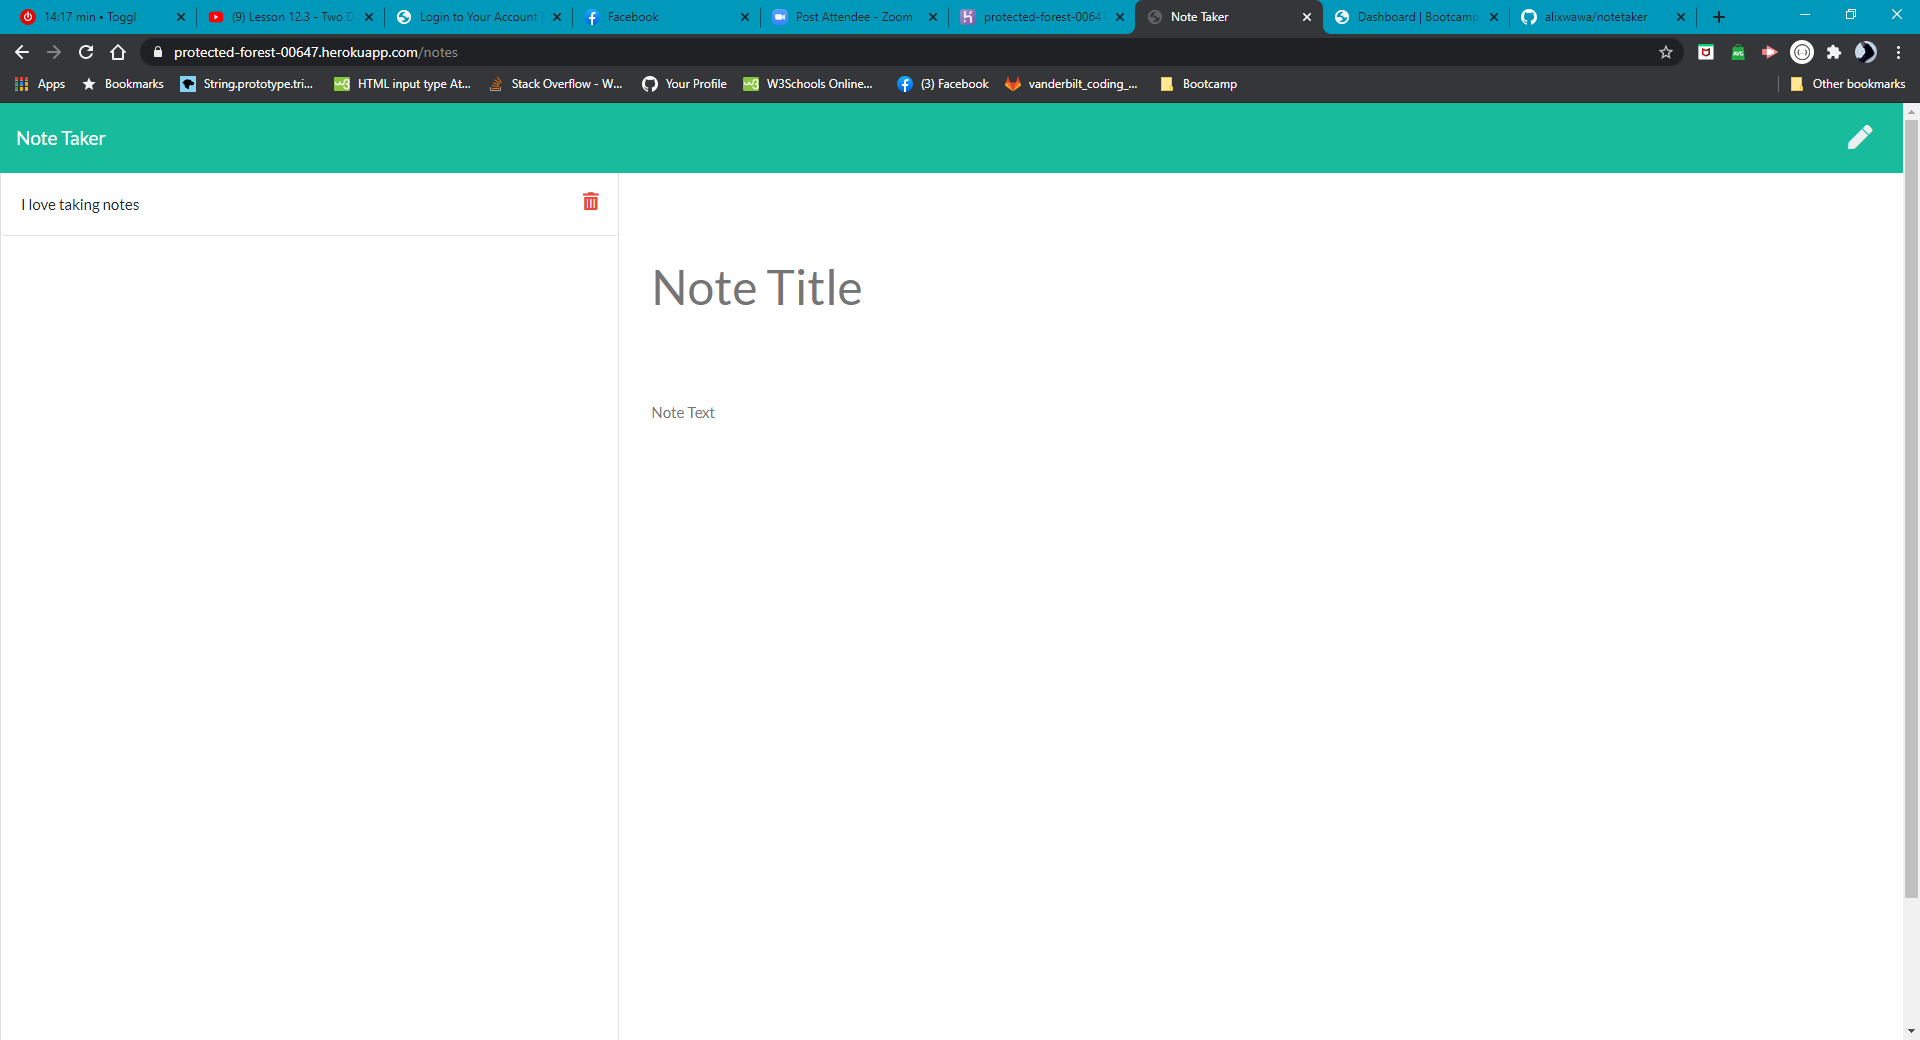 14:17 min • Toggl
(9) Lesson 12.3 - Two D
Login to Your Account
Facebook
Post Attendee - Zoom
protected-forest-00647
Note Taker
Dashboard | Bootcamp
alixwawa/notetaker
protected-forest-00647.herokuapp.com/notes
Apps
Bookmarks
String.prototype.tri...
HTML input type At...
Stack Overflow - W...
Your Profile
W3Schools Online...
(3) Facebook
vanderbilt_coding_...
Bootcamp
Other bookmarks
Note Taker
I love taking notes
Note Title
Note Text